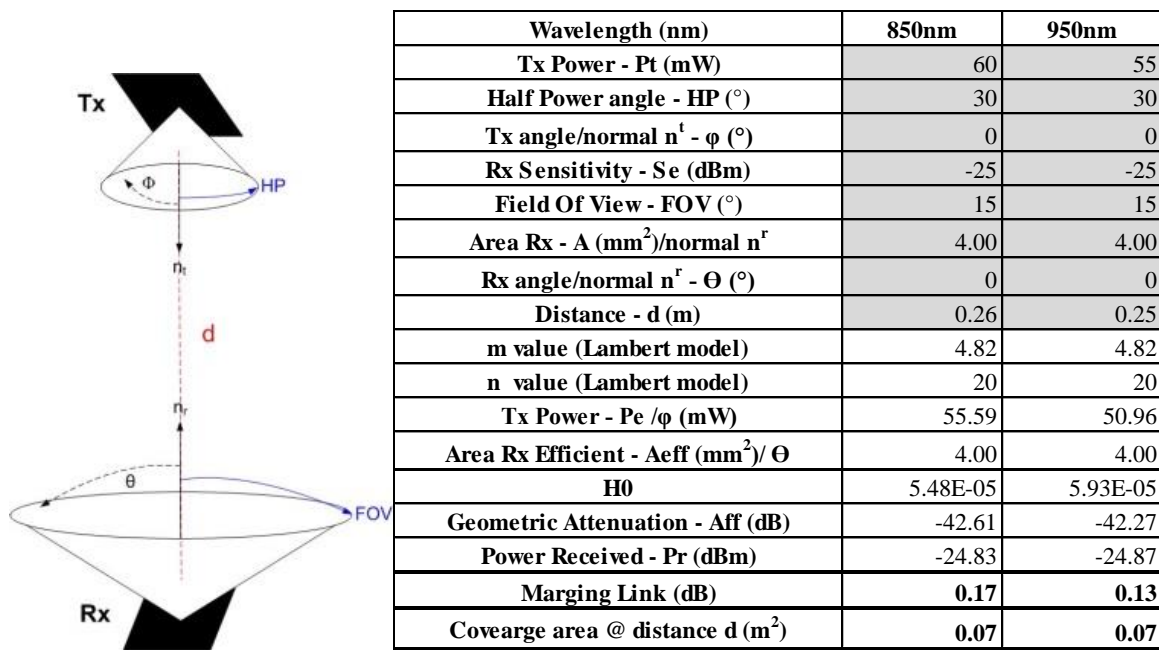 Tx
Φ
HP
nt
d
nr
θ
FOV
Rx
Wavelength (nm) 850nm 950nm
Tx Power - Pt (mW) 60 55
Half Power angle - HP (°) 30 30
Tx angle/normal n^t - φ (°) 0 0
Rx Sensitivity - Se (dBm) -25 -25
Field Of View - FOV (°) 15 15
Area Rx - A (mm²)/normal n^r 4.00 4.00
Rx angle/normal n^r - ϴ (°) 0 0
Distance - d (m) 0.26 0.25
m value (Lambert model) 4.82 4.82
n value (Lambert model) 20 20
Tx Power - Pe /φ (mW) 55.59 50.96
Area Rx Efficient - Aeff (mm²)/ ϴ 4.00 4.00
H0 5.48E-05 5.93E-05
Geometric Attenuation - Aff (dB) -42.61 -42.27
Power Received - Pr (dBm) -24.83 -24.87
Marging Link (dB) 0.17 0.13
Covearge area @ distance d (m²) 0.07 0.07